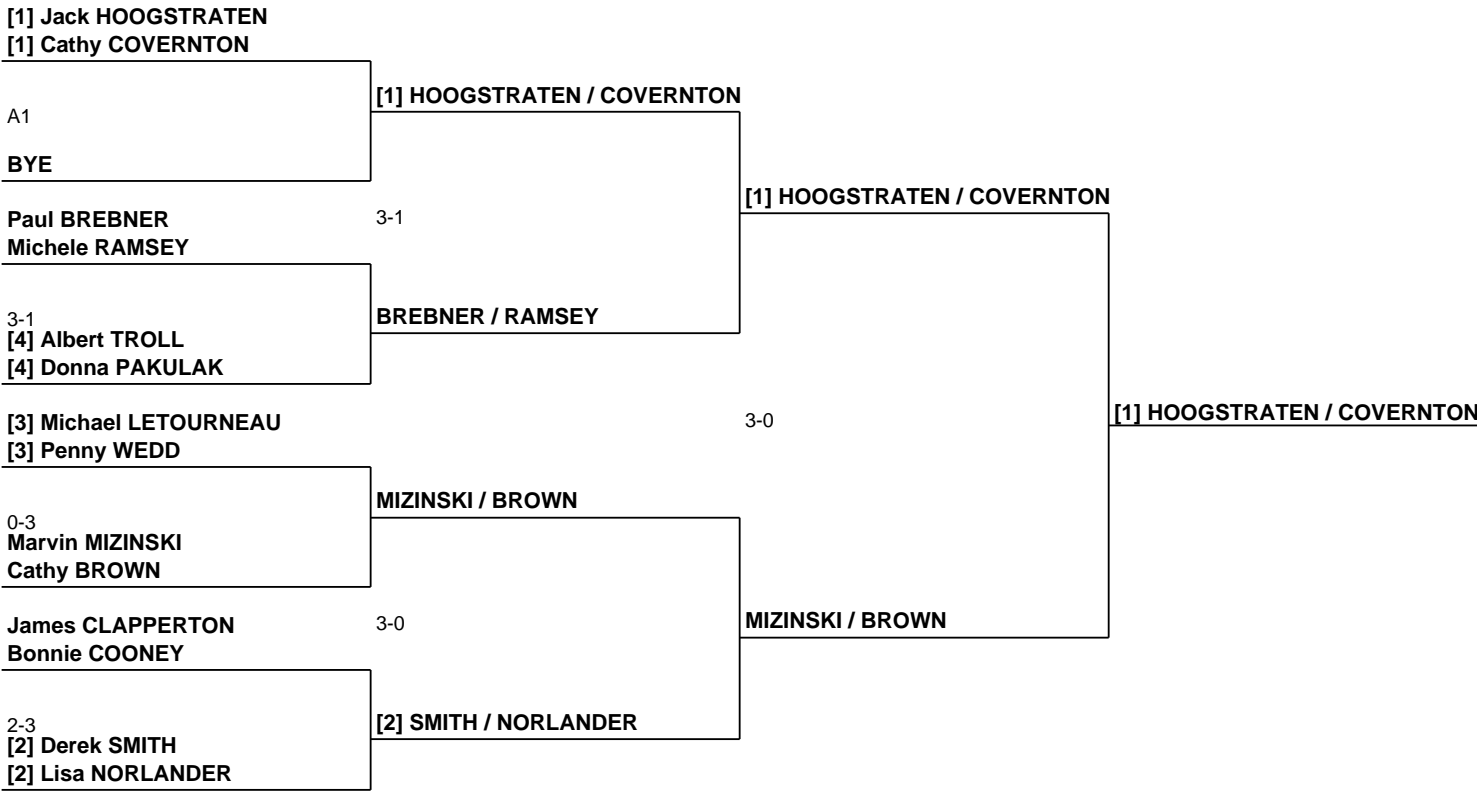 [1] Jack HOOGSTRATEN
[1] Cathy COVERNTON
[1] HOOGSTRATEN / COVERNTON
A1
BYE
[1] HOOGSTRATEN / COVERNTON
Paul BREBNER
3-1
Michele RAMSEY
BREBNER / RAMSEY
3-1
[4] Albert TROLL
[4] Donna PAKULAK
[1] HOOGSTRATEN / COVERNTON
[3] Michael LETOURNEAU
3-0
[3] Penny WEDD
MIZINSKI / BROWN
0-3
Marvin MIZINSKI
Cathy BROWN
James CLAPPERTON
3-0
MIZINSKI / BROWN
Bonnie COONEY
2-3
[2] SMITH / NORLANDER
[2] Derek SMITH
[2] Lisa NORLANDER